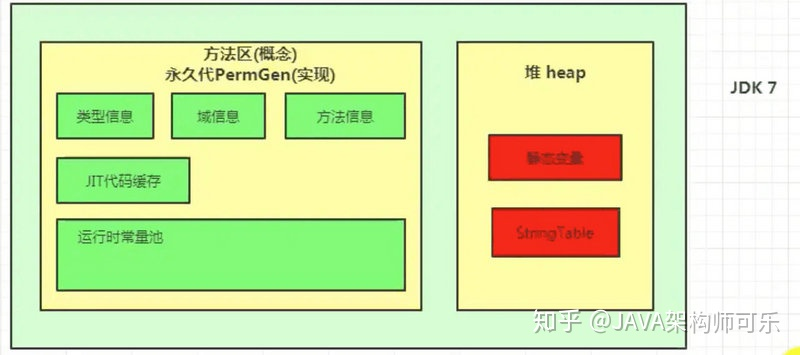 方法区(概念)
永久代PermGen(实现)
类型信息
域信息
方法信息
JIT代码缓存
运行时常量池
堆 heap
静态变量
StringTable
JDK 7
知乎 @JAVA架构师可乐